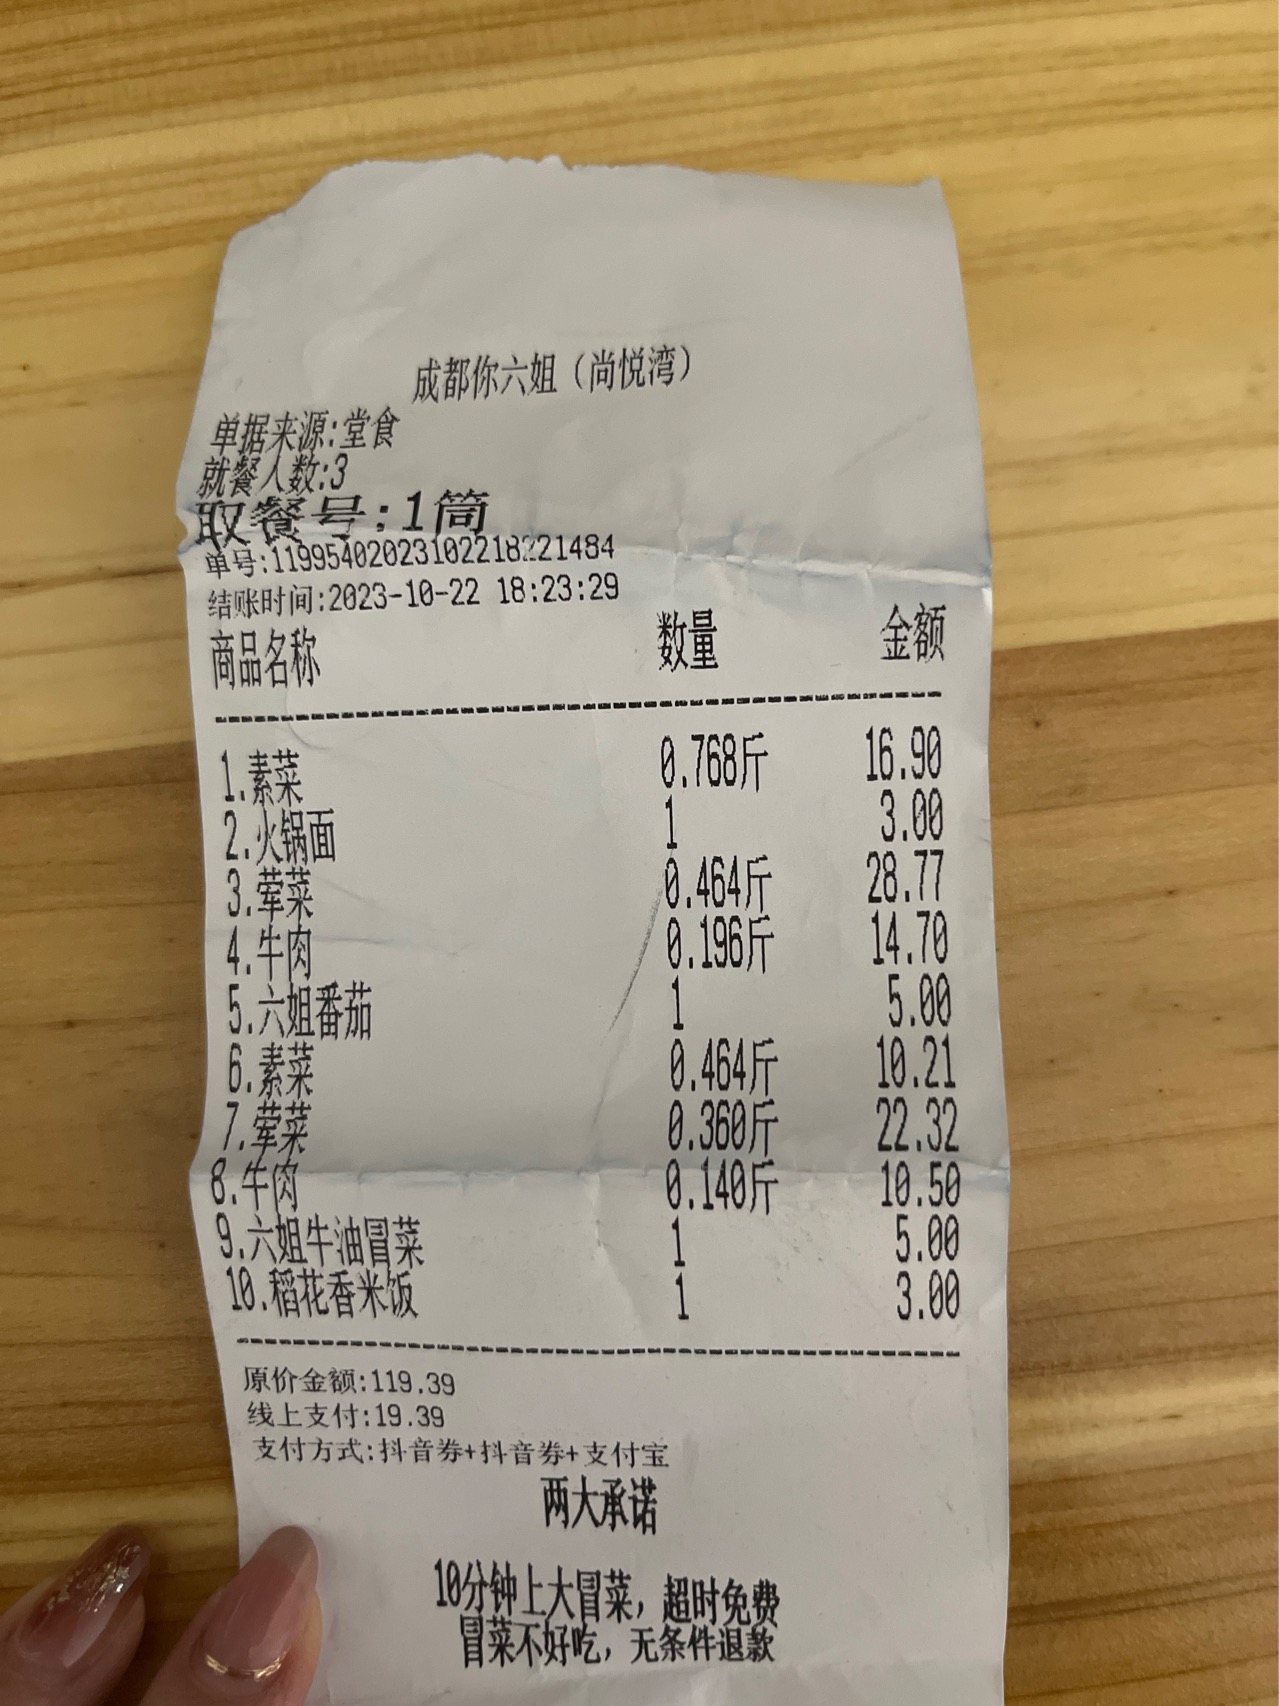 成都你六姐（尚悦湾）
单据来源:堂食
就餐人数:3
取餐号:1筒
单号:11995402023102218221484
结账时间:2023-10-22 18:23:29
商品名称 数量 金额
1.素菜 0.768斤 16.90
2.火锅面 1 3.00
3.荤菜 0.464斤 28.77
4.牛肉 0.196斤 14.70
5.六姐番茄 1 5.00
6.素菜 0.464斤 10.21
7.荤菜 0.360斤 22.32
8.牛肉 0.140斤 10.50
9.六姐牛油冒菜 1 5.00
10.稻花香米饭 1 3.00
原价金额:119.39
线上支付:19.39
支付方式:抖音券+抖音券+支付宝
两大承诺
10分钟上大冒菜，超时免费
冒菜不好吃，无条件退款